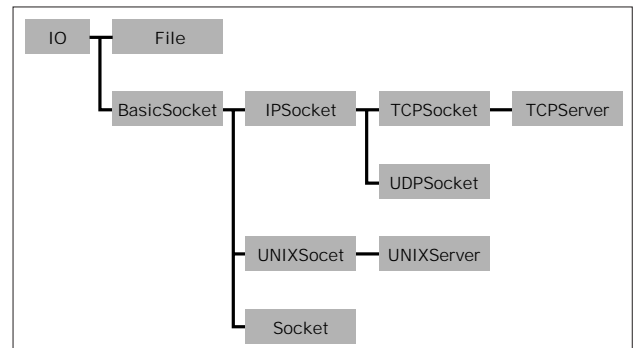 IO File
BasicSocket IPSocket TCPSocket TCPServer
UDPSocket
UNIXSocet UNIXServer
Socket